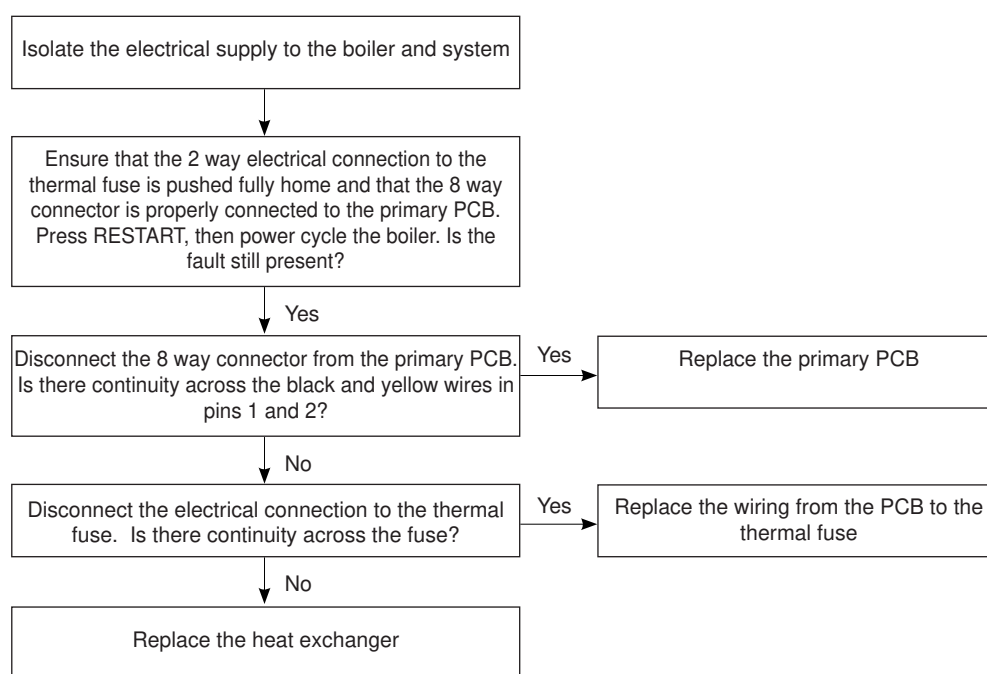 Isolate the electrical supply to the boiler and system
Ensure that the 2 way electrical connection to the
thermal fuse is pushed fully home and that the 8 way
connector is properly connected to the primary PCB.
Press RESTART, then power cycle the boiler. Is the
fault still present?
Yes
Disconnect the 8 way connector from the primary PCB.
Is there continuity across the black and yellow wires in
pins 1 and 2?
Yes
Replace the primary PCB
No
Disconnect the electrical connection to the thermal
fuse. Is there continuity across the fuse?
Yes
Replace the wiring from the PCB to the
thermal fuse
No
Replace the heat exchanger